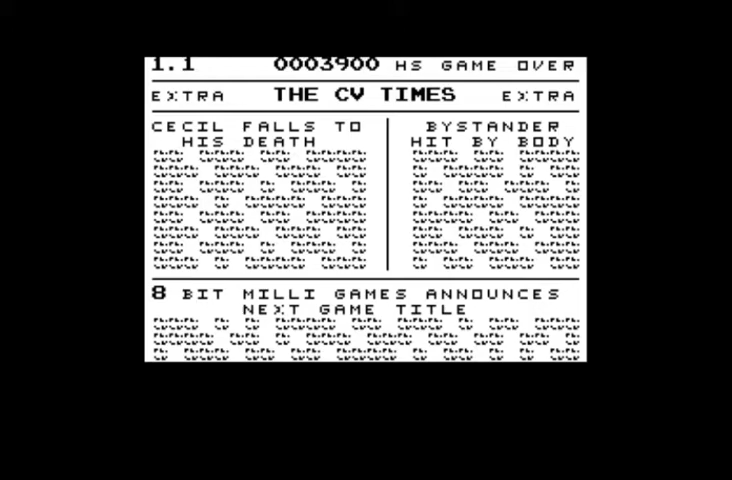 1.1 0003900 HS GAME OVER
EXTRA THE CV TIMES EXTRA
CECIL FALLS TO
HIS DEATH
BYSTANDER
HIT BY BODY
8 BIT MILLI GAMES ANNOUNCES
NEXT GAME TITLE